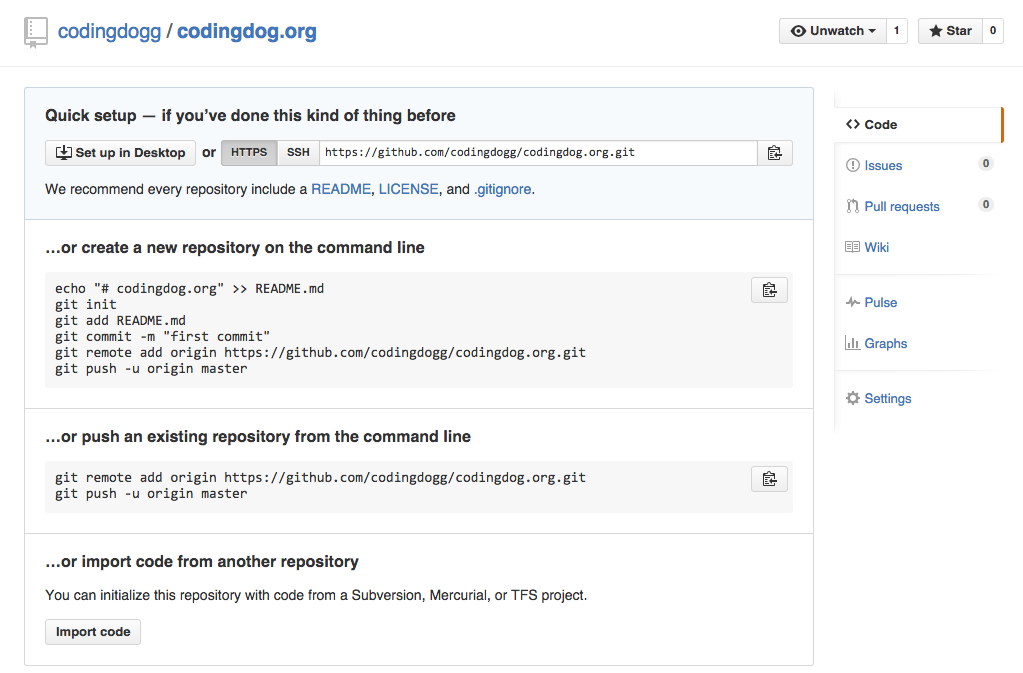 codingdogg / codingdog.org
Unwatch 1 Star 0
Quick setup — if you’ve done this kind of thing before
Set up in Desktop or HTTPS SSH https://github.com/codingdogg/codingdog.org.git
We recommend every repository include a README, LICENSE, and .gitignore.
…or create a new repository on the command line
echo "# codingdog.org" >> README.md
git init
git add README.md
git commit -m "first commit"
git remote add origin https://github.com/codingdogg/codingdog.org.git
git push -u origin master
…or push an existing repository from the command line
git remote add origin https://github.com/codingdogg/codingdog.org.git
git push -u origin master
…or import code from another repository
You can initialize this repository with code from a Subversion, Mercurial, or TFS project.
Import code
Code
Issues 0
Pull requests 0
Wiki
Pulse
Graphs
Settings